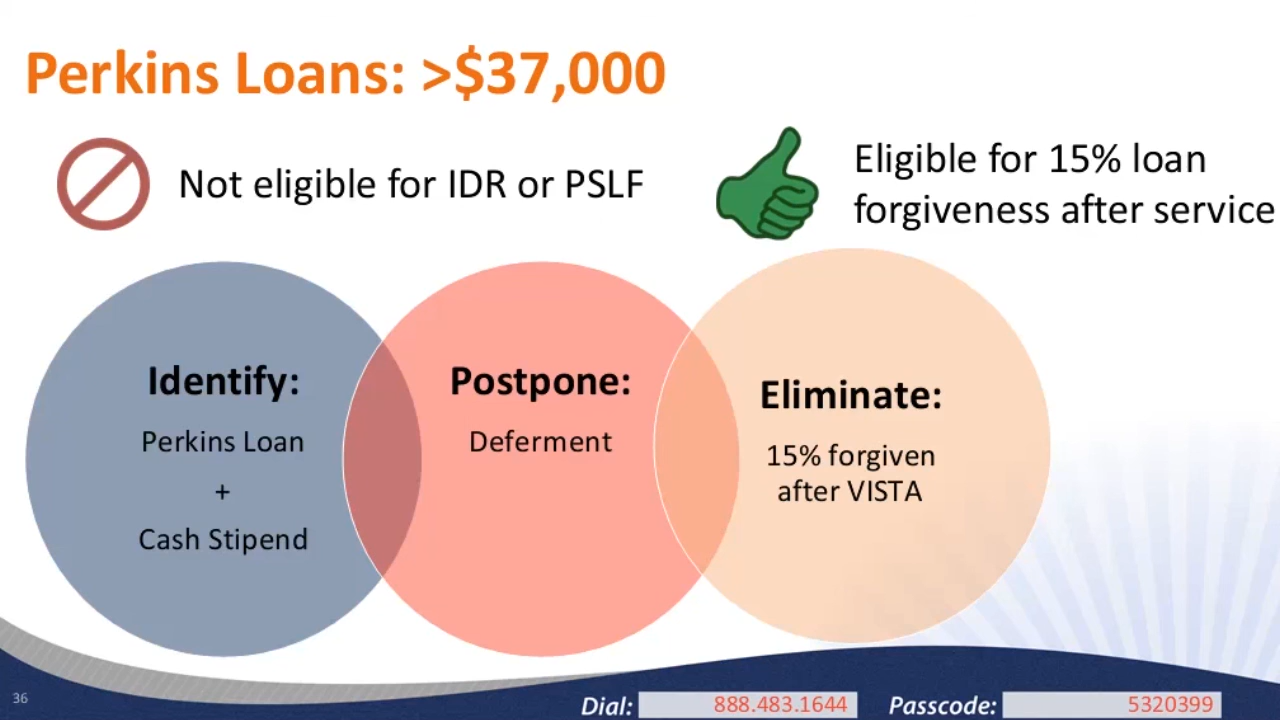 Perkins Loans: >$37,000
Not eligible for IDR or PSLF
Eligible for 15% loan
forgiveness after service
Identify:
Perkins Loan
+
Cash Stipend
Postpone:
Deferment
Eliminate:
15% forgiven
after VISTA
36
Dial: 888.483.1644 Passcode: 5320399